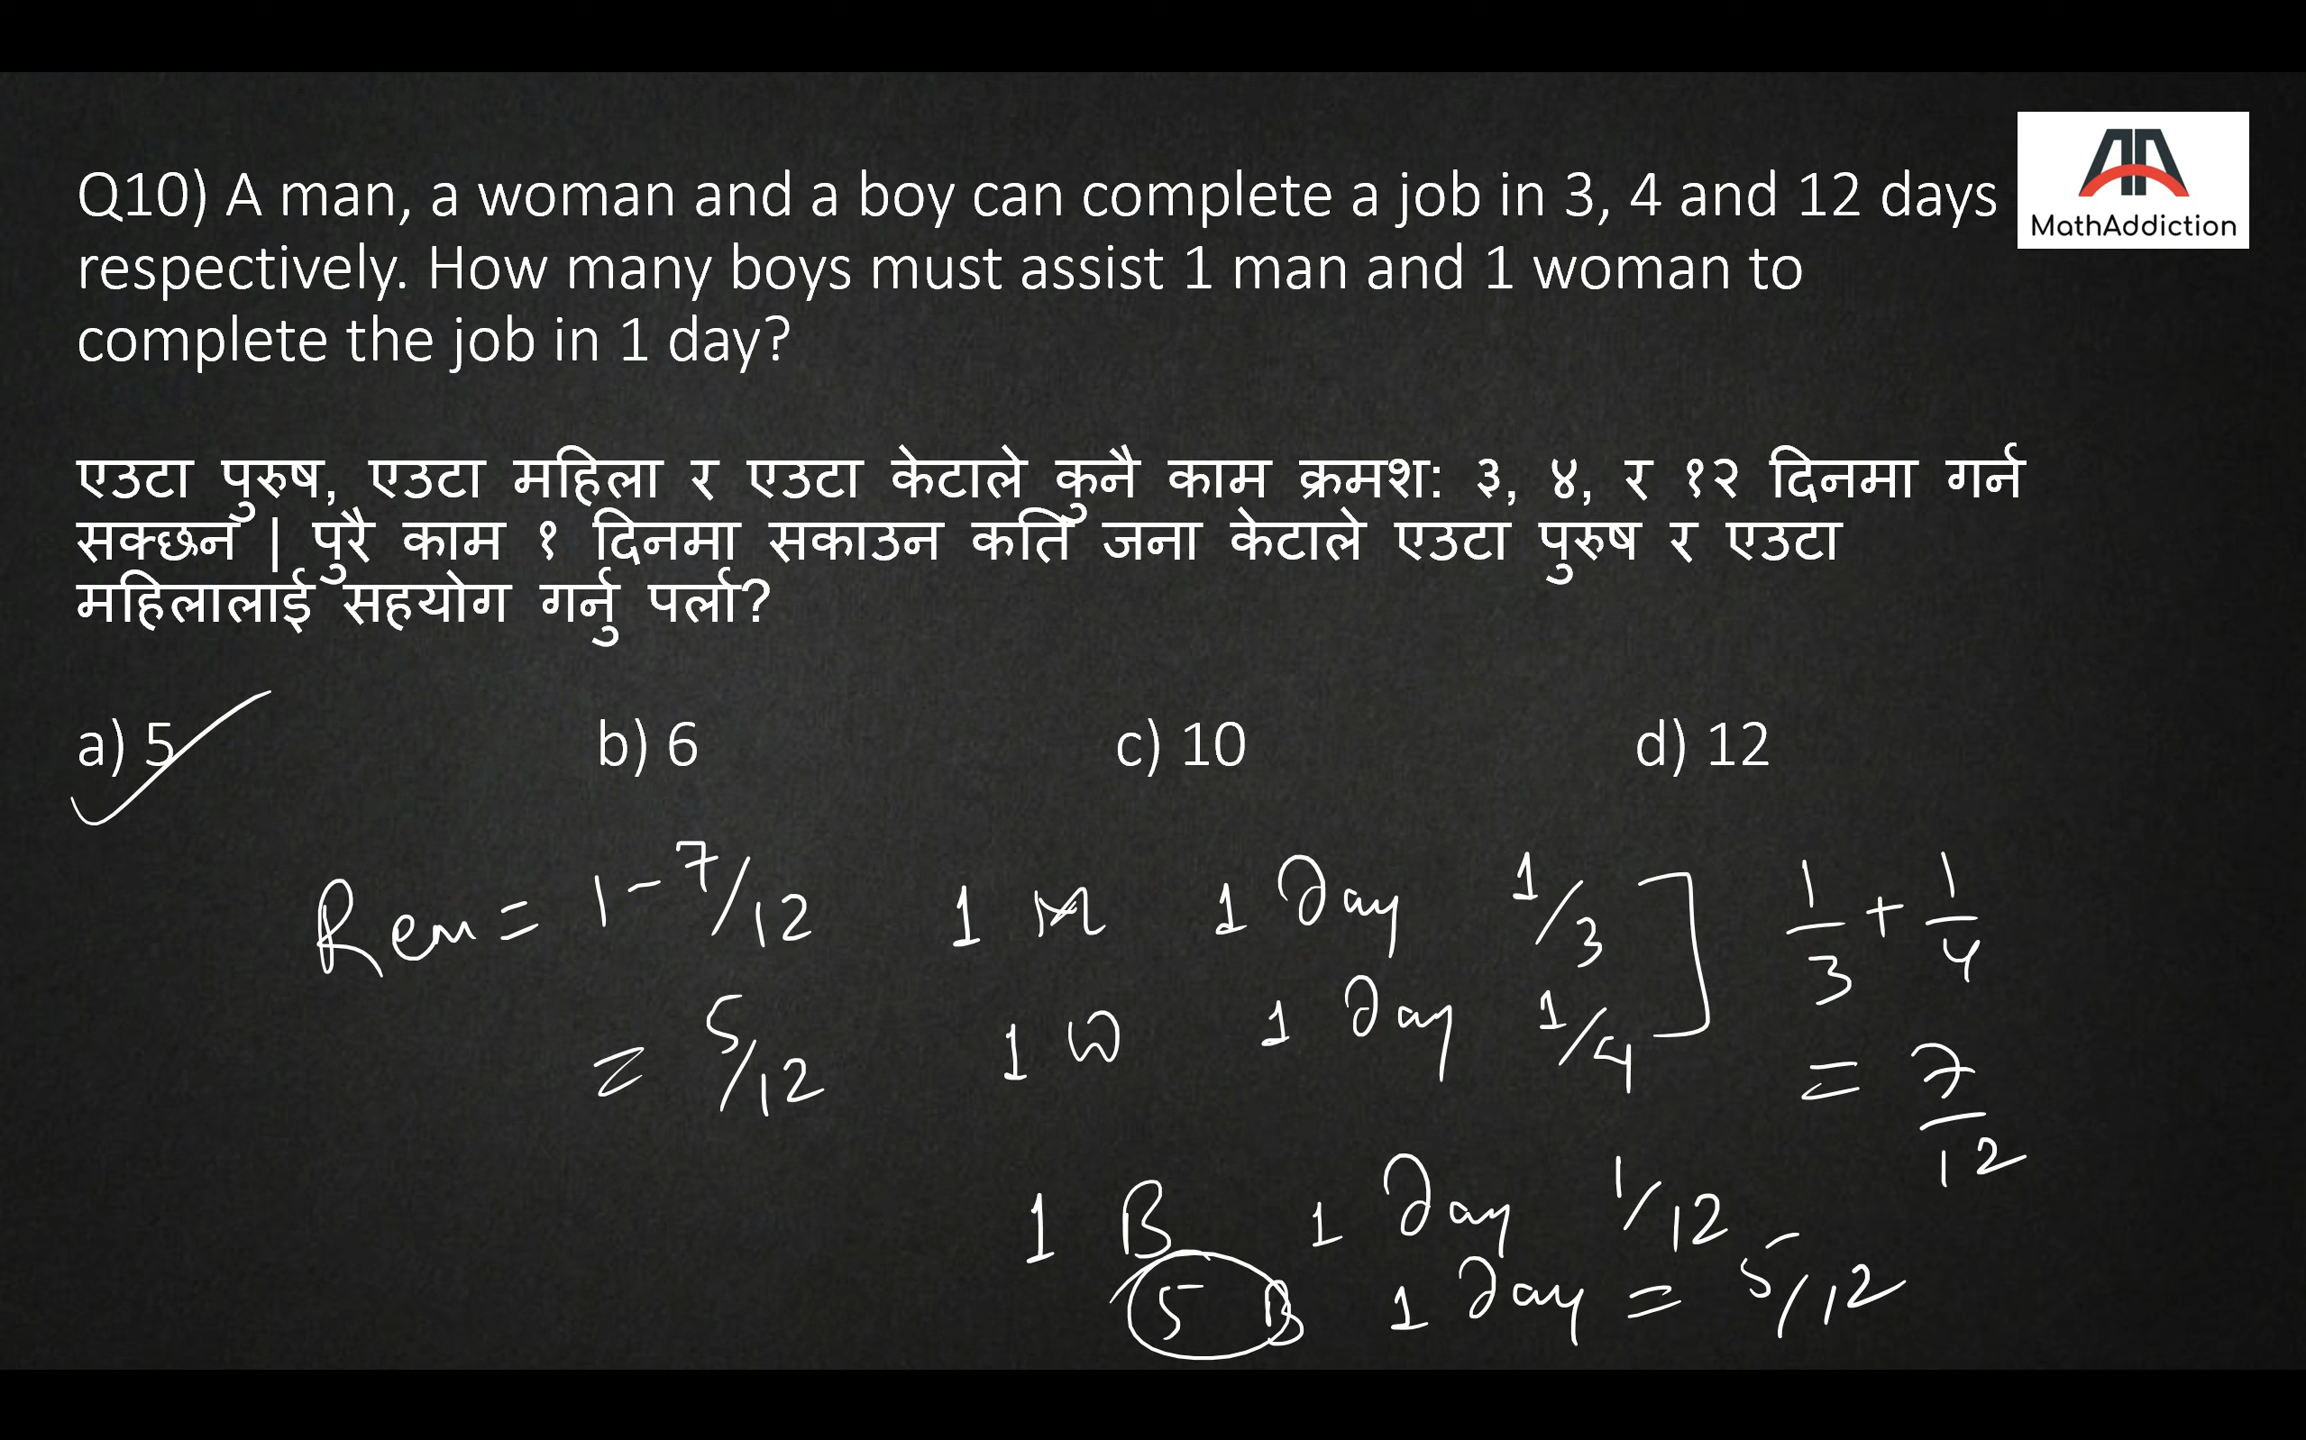 Q10) A man, a woman and a boy can complete a job in 3, 4 and 12 days
respectively. How many boys must assist 1 man and 1 woman to
complete the job in 1 day?
MathAddiction
एउटा पुरुष, एउटा महिला र एउटा केटाले कुनै काम क्रमश: ३, ४, र १२ दिनमा गर्न
सक्छन | पुरै काम १ दिनमा सकाउन कति जना केटाले एउटा पुरुष र एउटा
महिलालाई सहयोग गर्नु पर्ला?
a) 5 b) 6 c) 10 d) 12
Rem = 1 - 7/12
= 5/12
1 M 1 day 1/3
1 W 1 day 1/4
1/3 + 1/4
= 7/12
1 B 1 day 1/12
5 B 1 day = 5/12